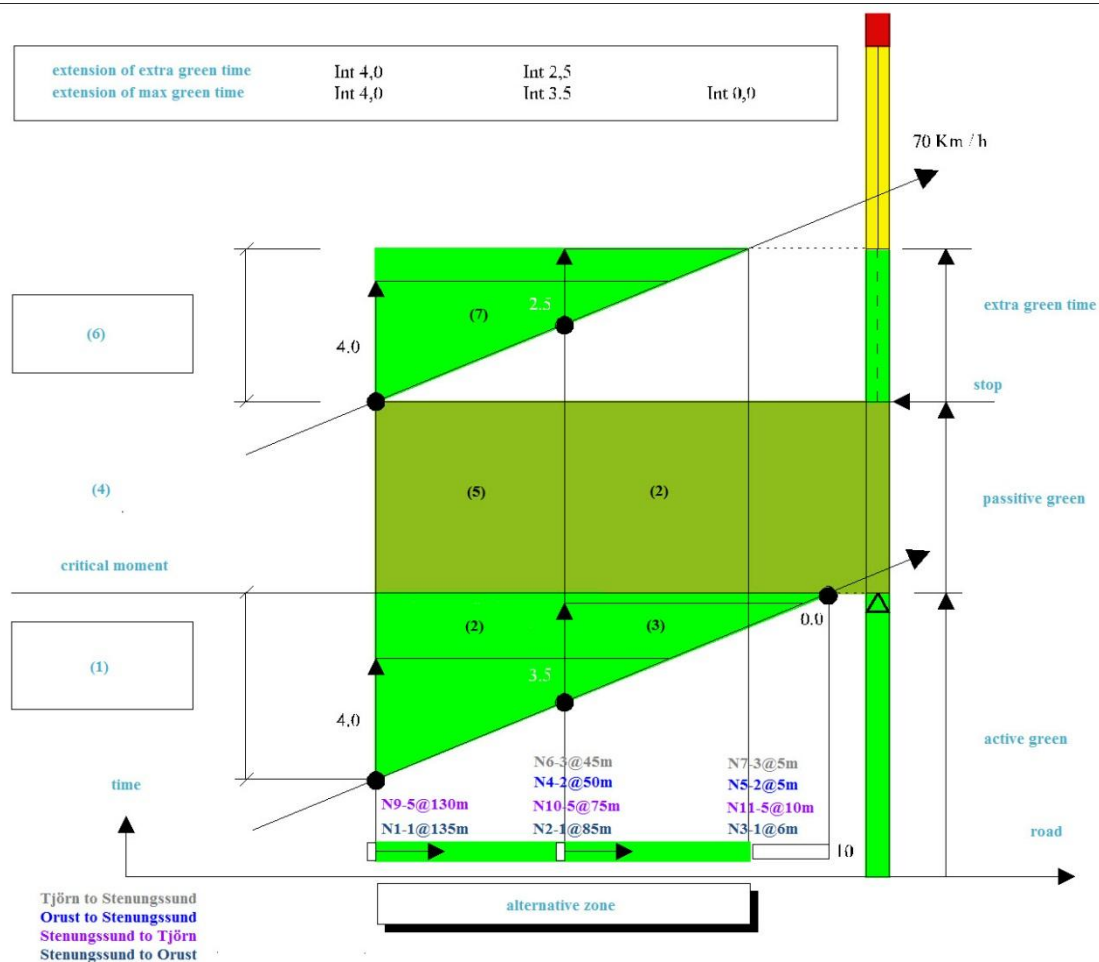 extension of extra green time Int 4,0 Int 2,5
extension of max green time Int 4,0 Int 3.5 Int 0,0
70 Km / h
(6)
4,0
(7)
2.5
extra green time
stop
(4)
(5)
(2)
passitive green
critical moment
(1)
(2)
(3)
0.0
3.5
4,0
active green
time
N6-3@45m N7-3@5m
N4-2@50m N5-2@5m
N9-5@130m N10-5@75m N11-5@10m
N1-1@135m N2-1@85m N3-1@6m
road
10
Tjörn to Stenungssund
Orust to Stenungssund
Stenungssund to Tjörn
Stenungssund to Orust
alternative zone